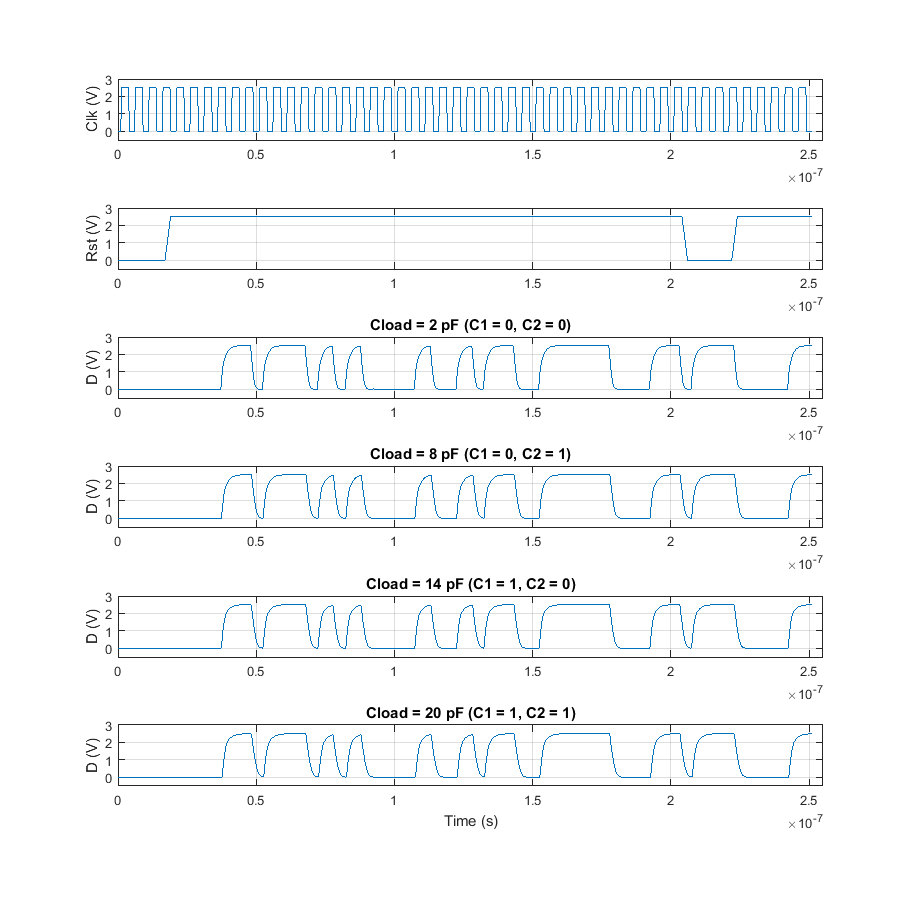 3
2
1
0
Clk (V)
0 0.5 1 1.5 2 2.5
×10-7
3
2
1
0
Rst (V)
0 0.5 1 1.5 2 2.5
×10-7
Cload = 2 pF (C1 = 0, C2 = 0)
3
2
1
0
D (V)
0 0.5 1 1.5 2 2.5
×10-7
Cload = 8 pF (C1 = 0, C2 = 1)
3
2
1
0
D (V)
0 0.5 1 1.5 2 2.5
×10-7
Cload = 14 pF (C1 = 1, C2 = 0)
3
2
1
0
D (V)
0 0.5 1 1.5 2 2.5
×10-7
Cload = 20 pF (C1 = 1, C2 = 1)
3
2
1
0
D (V)
0 0.5 1 1.5 2 2.5
Time (s)
×10-7